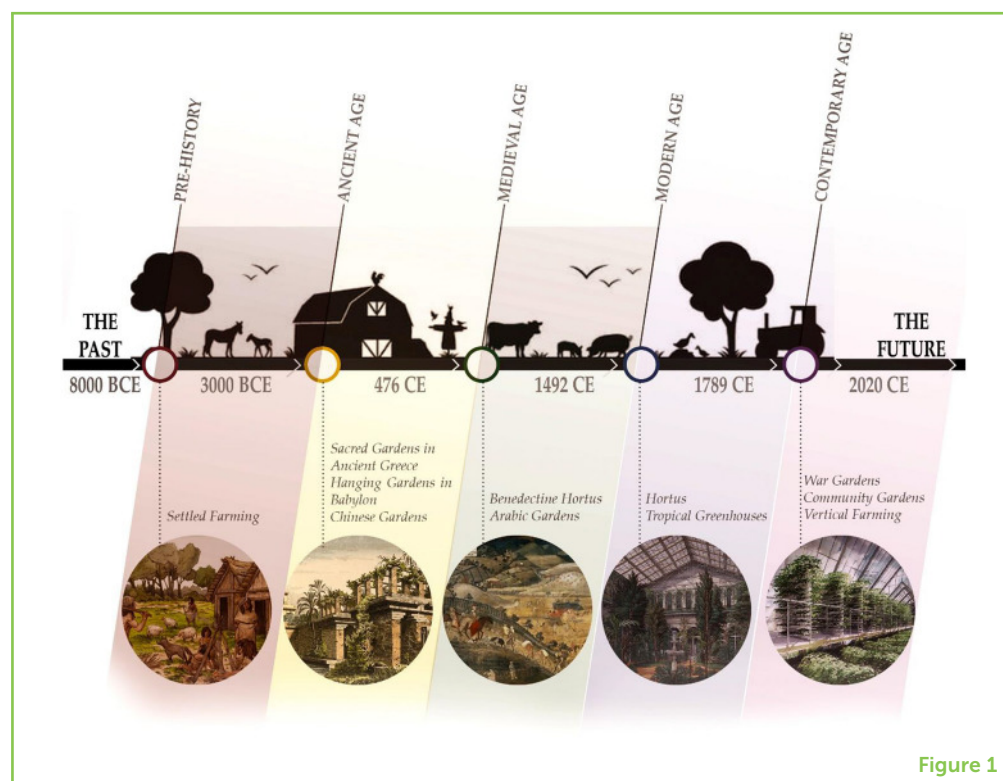 PRE-HISTORY
ANCIENT AGE
MEDIEVAL AGE
MODERN AGE
CONTEMPORARY AGE
THE
PAST
THE
FUTURE
8000 BCE
3000 BCE
476 CE
1492 CE
1789 CE
2020 CE
Settled Farming
Sacred Gardens in
Ancient Greece
Hanging Gardens in
Babylon
Chinese Gardens
Benedectine Hortus
Arabic Gardens
Hortus
Tropical Greenhouses
War Gardens
Community Gardens
Vertical Farming
Figure 1